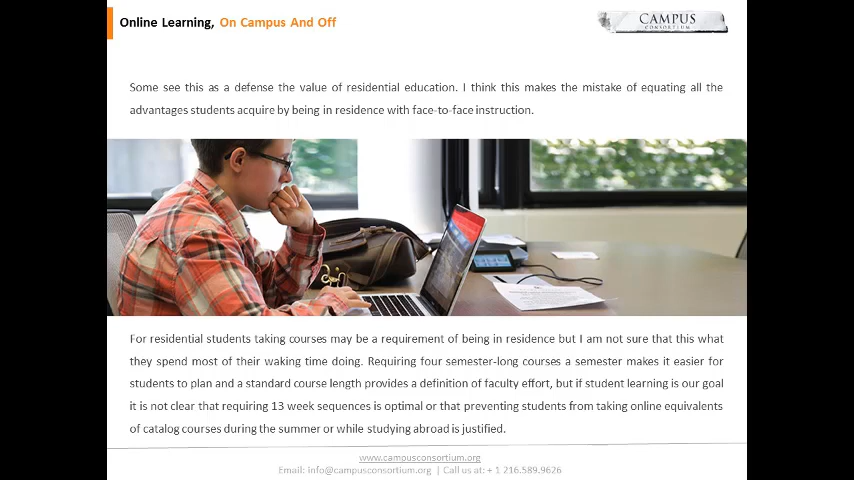 Online Learning, On Campus And Off
CAMPUS
CONSORTIUM
Some see this as a defense the value of residential education. I think this makes the mistake of equating all the
advantages students acquire by being in residence with face-to-face instruction.
For residential students taking courses may be a requirement of being in residence but I am not sure that this what
they spend most of their waking time doing. Requiring four semester-long courses a semester makes it easier for
students to plan and a standard course length provides a definition of faculty effort, but if student learning is our goal
it is not clear that requiring 13 week sequences is optimal or that preventing students from taking online equivalents
of catalog courses during the summer or while studying abroad is justified.
www.campusconsortium.org
Email: info@campusconsortium.org | Call us at: + 1 216.589.9626